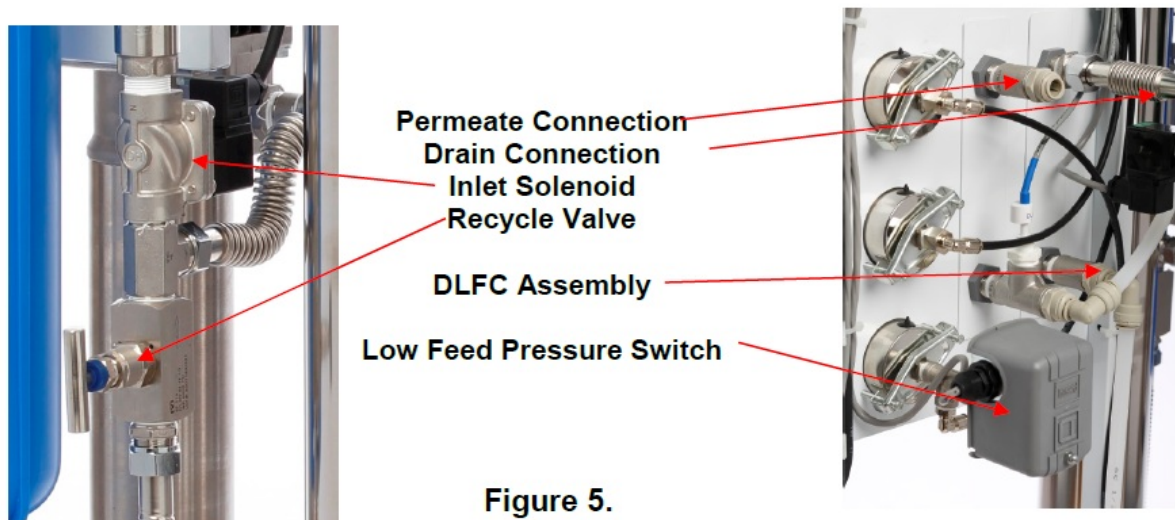 Permeate Connection
Drain Connection
Inlet Solenoid
Recycle Valve
DLFC Assembly
Low Feed Pressure Switch
Figure 5.